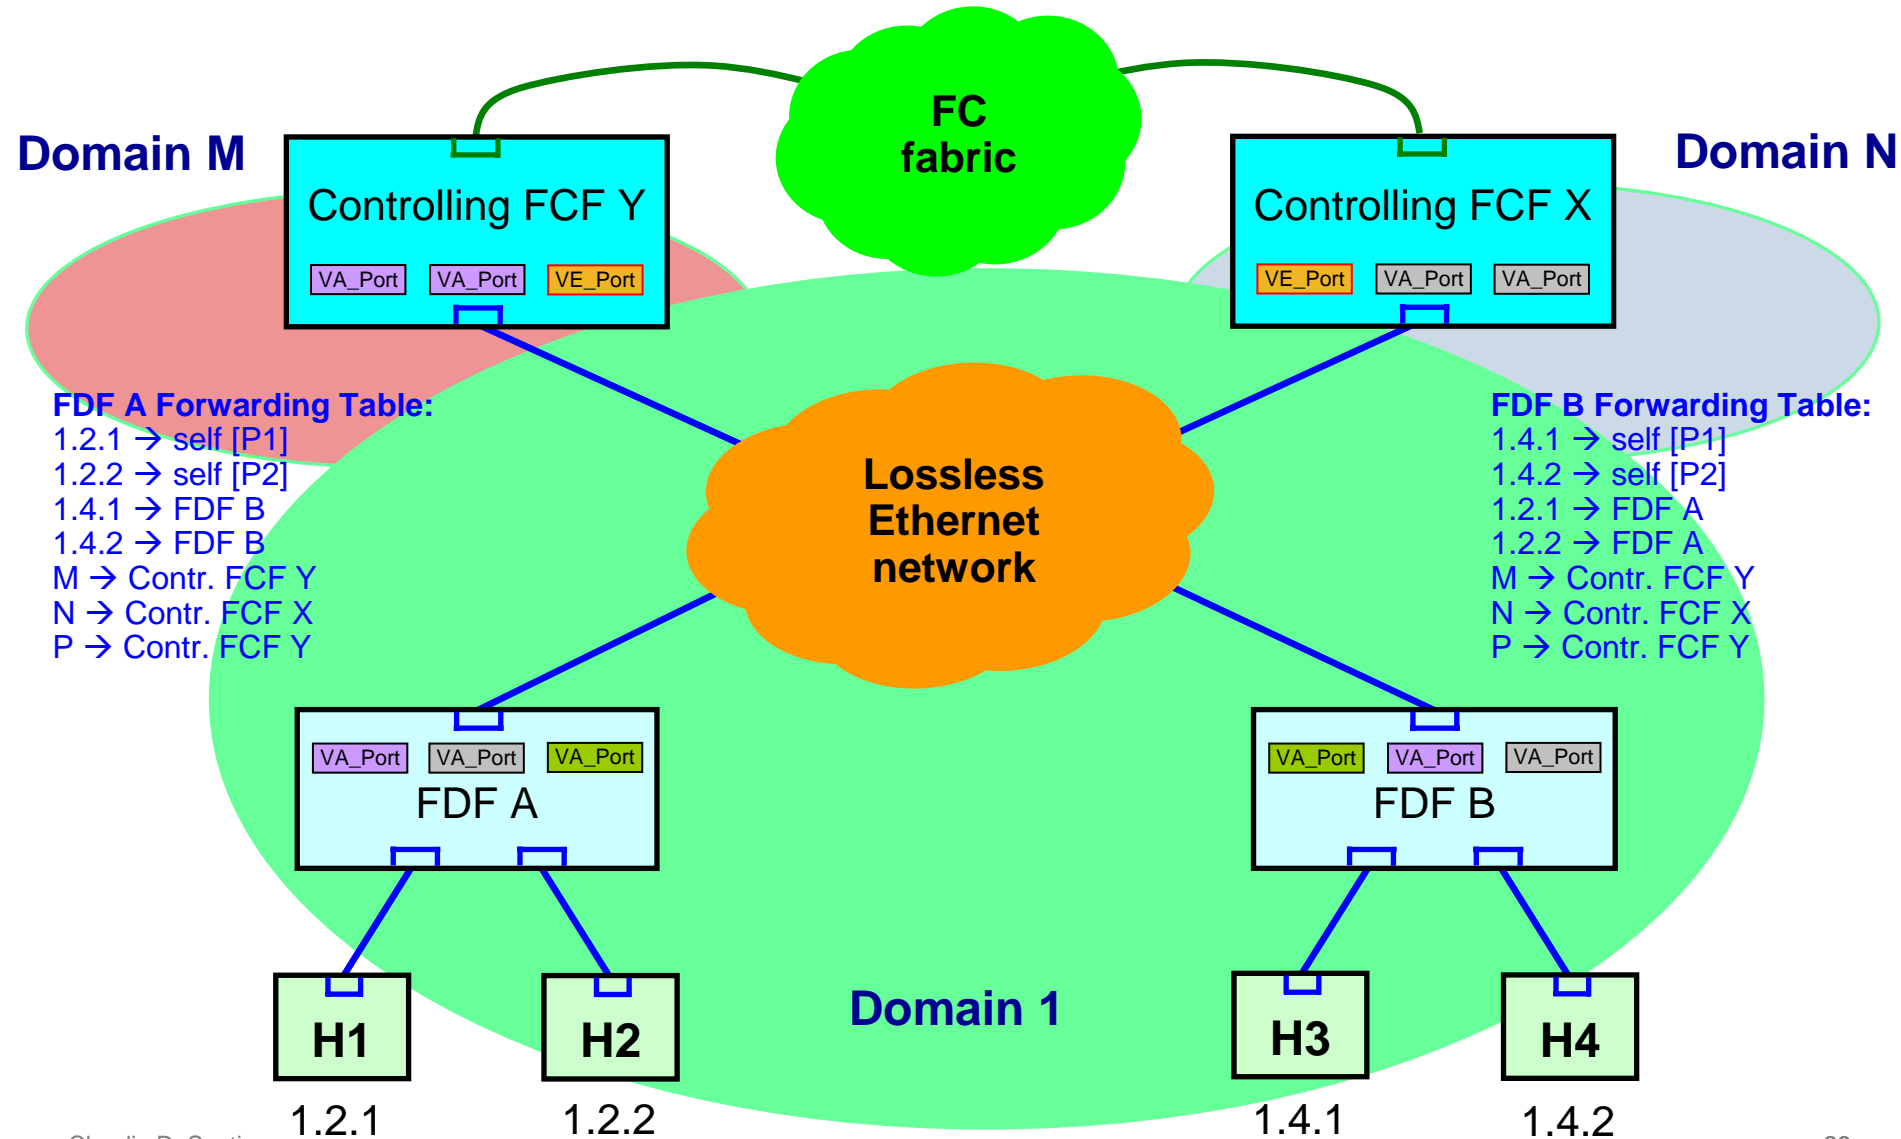 FC
fabric
Domain M
Domain N
Controlling FCF Y
Controlling FCF X
VA_Port VA_Port VE_Port
VE_Port VA_Port VA_Port
FDF A Forwarding Table:
1.2.1 → self [P1]
1.2.2 → self [P2]
1.4.1 → FDF B
1.4.2 → FDF B
M → Contr. FCF Y
N → Contr. FCF X
P → Contr. FCF Y
Lossless
Ethernet
network
FDF B Forwarding Table:
1.4.1 → self [P1]
1.4.2 → self [P2]
1.2.1 → FDF A
1.2.2 → FDF A
M → Contr. FCF Y
N → Contr. FCF X
P → Contr. FCF Y
VA_Port VA_Port VA_Port
FDF A
VA_Port VA_Port VA_Port
FDF B
Domain 1
H1
H2
H3
H4
1.2.1
1.2.2
1.4.1
1.4.2